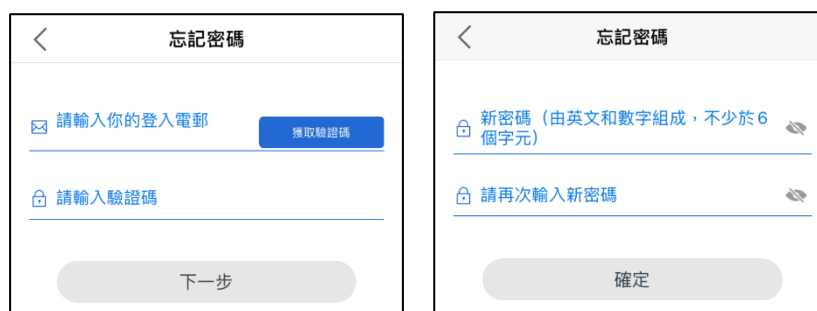 忘記密碼
請輸入你的登入電郵
獲取驗證碼
請輸入驗證碼
下一步
忘記密碼
新密碼（由英文和數字組成，不少於6
個字元）
請再次輸入新密碼
確定